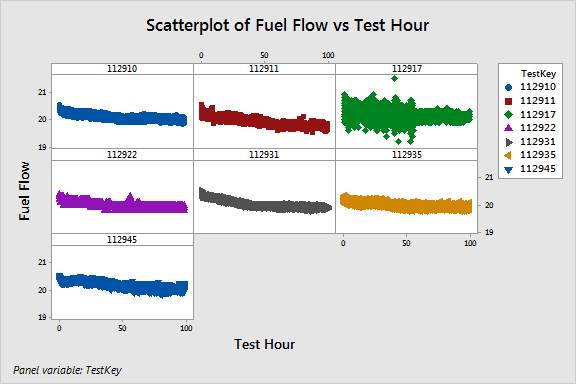 Scatterplot of Fuel Flow vs Test Hour
0 50 100
112910 112911 112917
21
20
19
112922 112931 112935
21
20
19
0 50 100
112945
21
20
19
0 50 100
Fuel Flow
Test Hour
TestKey
112910
112911
112917
112922
112931
112935
112945
Panel variable: TestKey